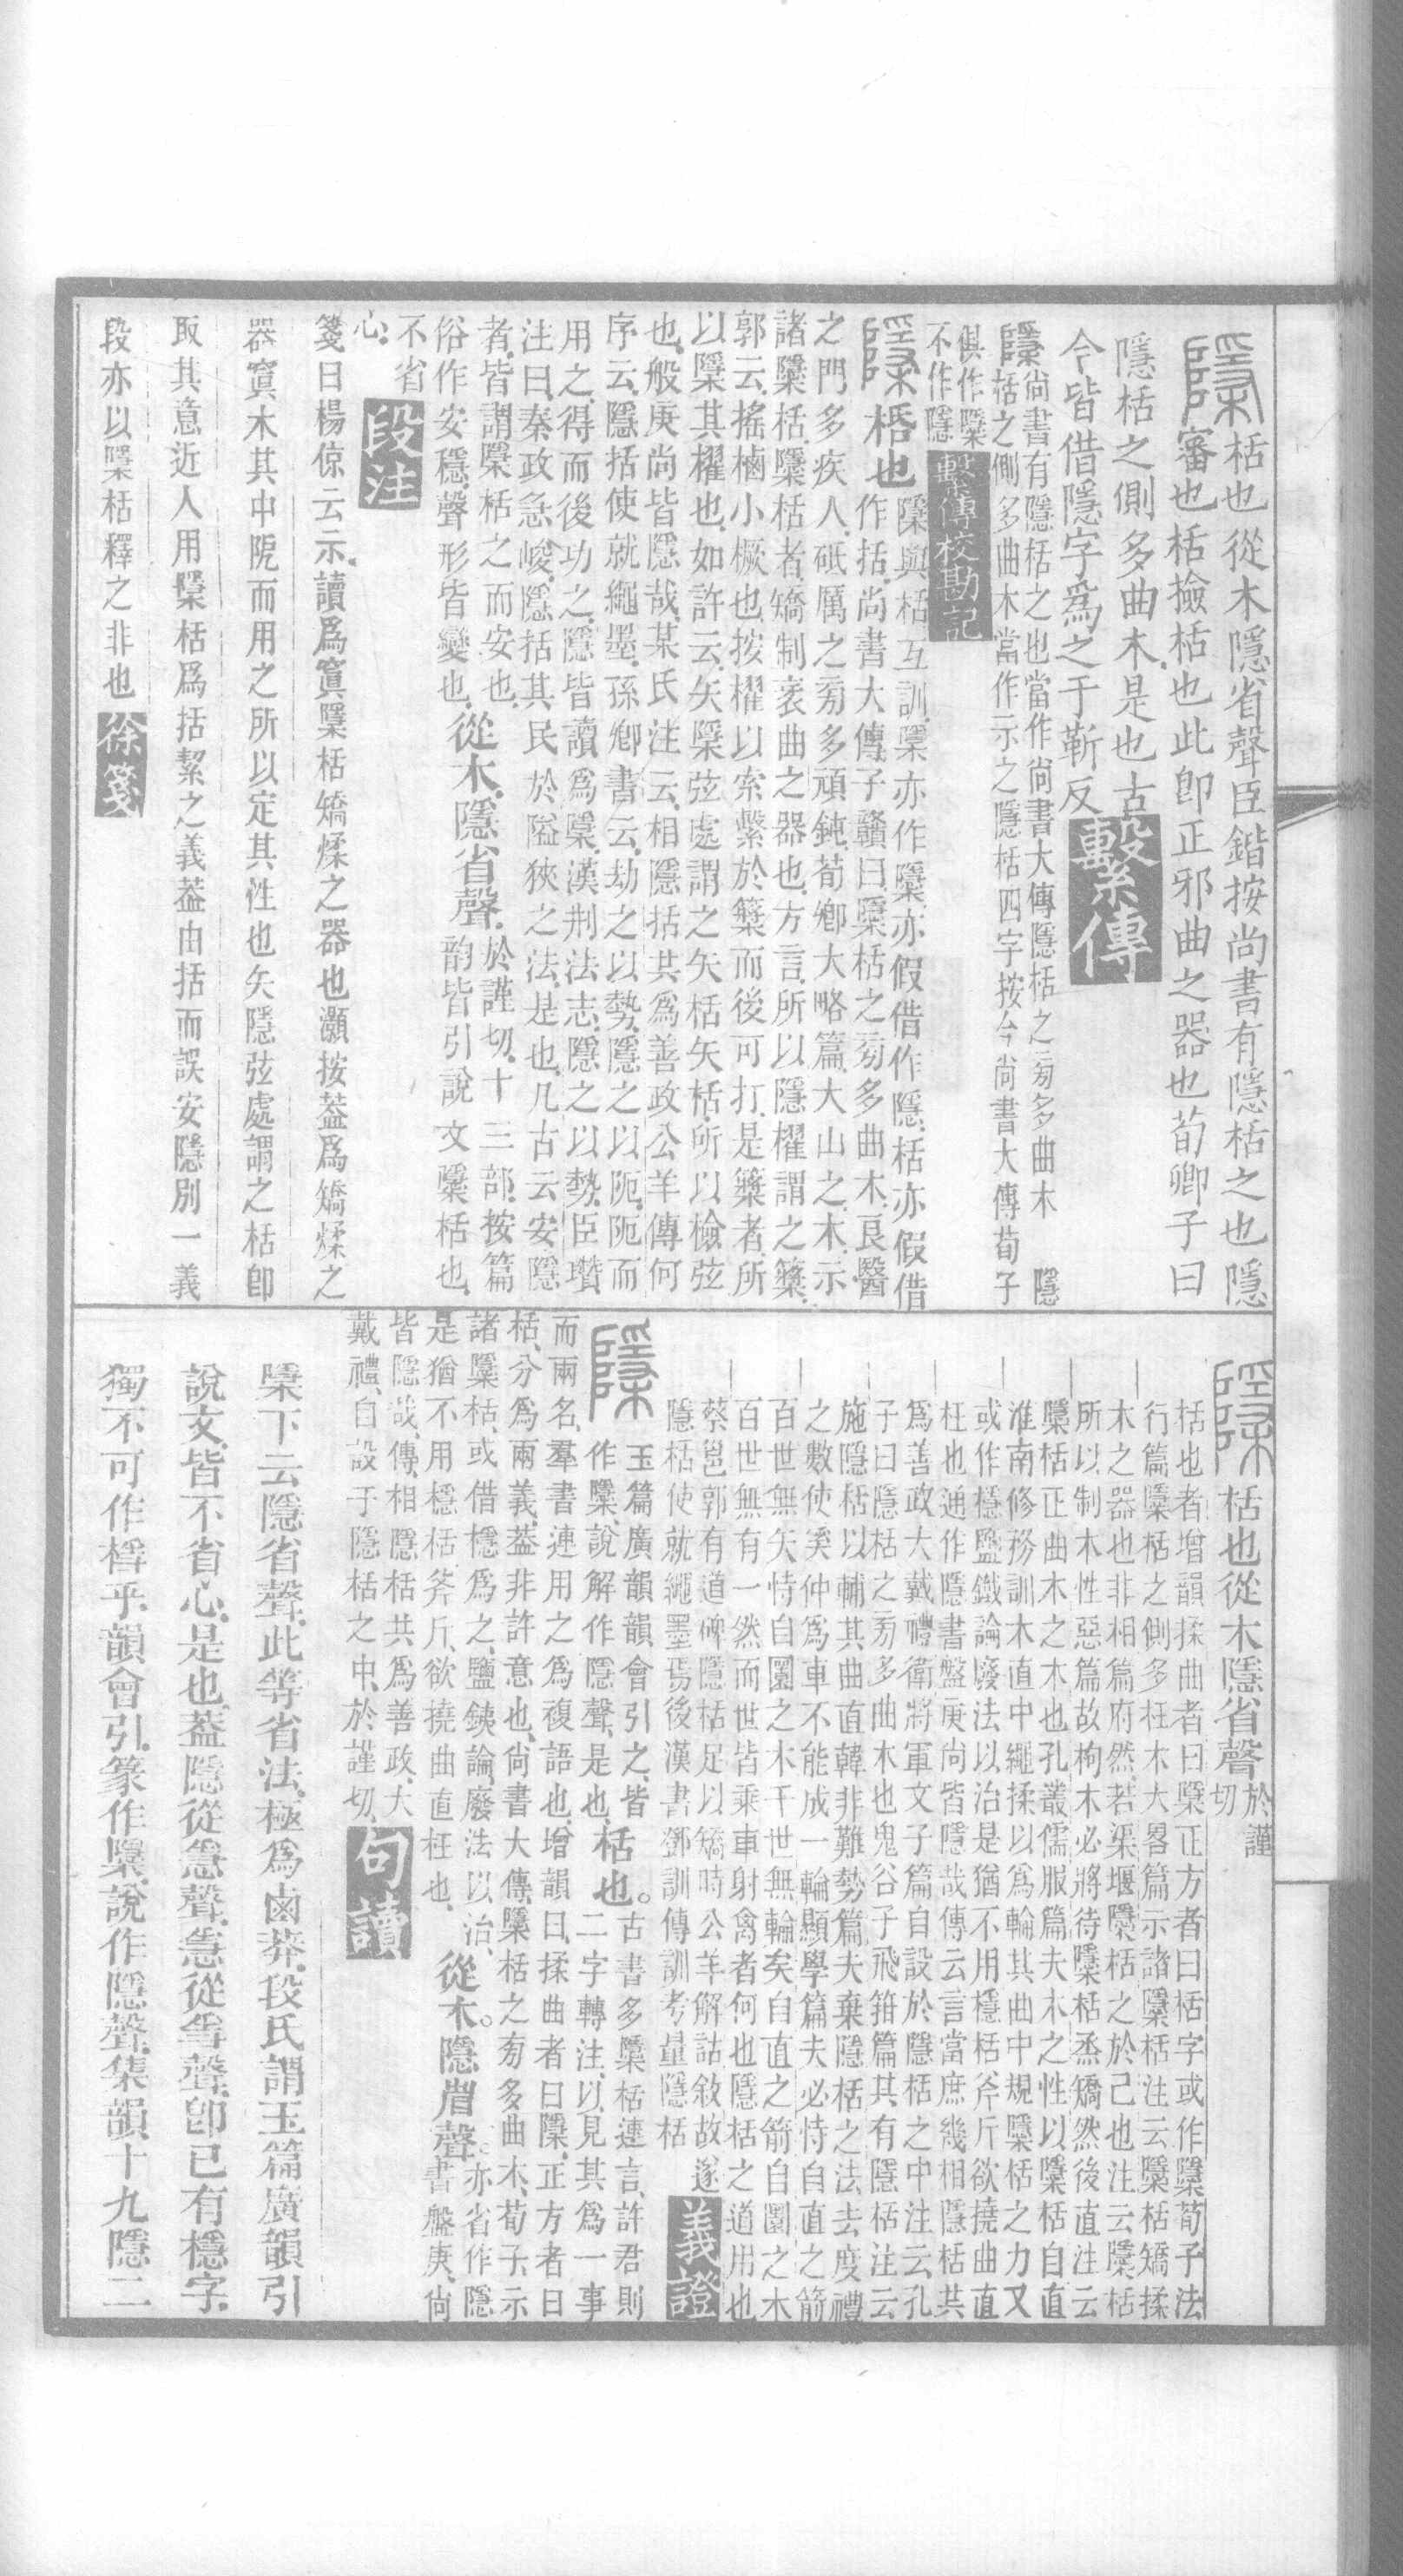 㯳栝也從木隱省聲臣鍇按尚書有隱栝之也隱
審也栝撿栝也此卽正邪曲之器也荀卿子曰
隱栝之側多曲木是也古
今皆借隱字爲之于靳反
繫傳
㯳尚書有隱栝之也當作尚書大傳隱栝之旁多曲木 隱
栝之側多曲木當作示之隱栝四字按今尚書大傳荀子
俱作檃
不作隱
繫傳校勘記
㯳栝也檃與栝互訓檃亦作㯳亦假借作隱栝亦假借
作括尚書大傳子贛曰檃栝之旁多曲木良醫
之門多疾人砥厲之旁多頑鈍荀卿大略篇大山之木示
諸檃栝檃栝者矯制衺曲之器也方言所以隱櫂謂之䉁
郭云搖樐小橛也按櫂以索繫於䉁而後可打是䉁者所
以檃其櫂也如許云矢檃弦處謂之矢栝矢栝所以檢弦
也般庚尚皆隱哉某氏注云相隱括共爲善政公羊傳何
序云隱括使就繩墨孫卿書云劫之以勢隱之以阨阨而
用之得而後功之隱皆讀爲檃漢荆法志隱之以勢臣瓚
注曰秦政急峻隱括其民於隘狹之法是也凡古云安隱
者皆謂檃栝之而安也從木隱省聲於謹切十三部按篇
俗作安穩聲形皆變也韵皆引說文檃栝也
不省
心
段注
箋曰楊倞云示讀爲寘檃栝矯煣之器也灝按葢爲矯煣之
器寘木其中阸而用之所以定其性也矢隱弦處謂之栝卽
取其意近人用檃栝爲括絜之義葢由括而誤安隱別一義
段亦以檃栝釋之非也
徐箋
㯳栝也從木隱省聲於謹
切
栝也者增韻揉曲者曰檃正方者曰栝字或作檃荀子法
行篇檃栝之側多枉木大畧篇示諸檃栝注云檃栝矯揉
木之器也非相篇府然若渠堰檃栝之於己也注云檃栝
所以制木性惡篇故枸木必將待檃栝烝矯然後直注云
檃栝正曲木之木也孔叢儒服篇夫木之性以檃栝自直
淮南修務訓木直中繩揉以爲輪其曲中規檃栝之力又
或作櫽鹽鐵論廢法以治是猶不用櫽栝斧斤欲撓曲直
枉也通作隱書盤庚尚皆隱哉傳云言當庶幾相隱栝共
爲善政大戴禮衛將軍文子篇自設於隱栝之中注云孔
子曰隱栝之旁多曲木也鬼谷子飛箝篇其有隱栝注云
施隱栝以輔其曲直韓非難勢篇夫棄隱栝之法去度禮
之數使奚仲爲車不能成一輪顯學篇夫必恃自直之箭
百世無矢恃自圜之木千世無輪矣自直之箭自圜之木
百世無有一然而世皆乘車射禽者何也隱栝之道用也
蔡邕郭有道碑隱栝足以矯時公羊解詁敘故遂
隱栝使就繩墨焉後漢書鄧訓傳訓考量隱栝
義證
㯳玉篇廣韻韻會引之皆栝也古書多檃栝連言許君則
作檃說解作隱聲是也二字轉注以見其爲一事
而兩名羣書連用之爲複語也增韻曰揉曲者曰檃正方者曰
栝分爲兩義葢非許意也尚書大傳檃栝之旁多曲木荀子示
諸檃栝或借櫽爲之鹽鐵論廢法以治從木隱省聲亦省作隱
是猶不用櫽栝斧斤欲撓曲直枉也書盤庚尚
皆隱哉傳相隱栝共爲善政大
戴禮自設于隱栝之中於謹切
句讀
檃下云隱省聲此等省法極爲鹵莽段氏謂玉篇廣韻引
說文皆不省心是也葢隱從㥯聲㥯從㥯聲卽已有櫽字
獨不可作㯳乎韻會引篆作檃說作隱聲集韻十九隱二